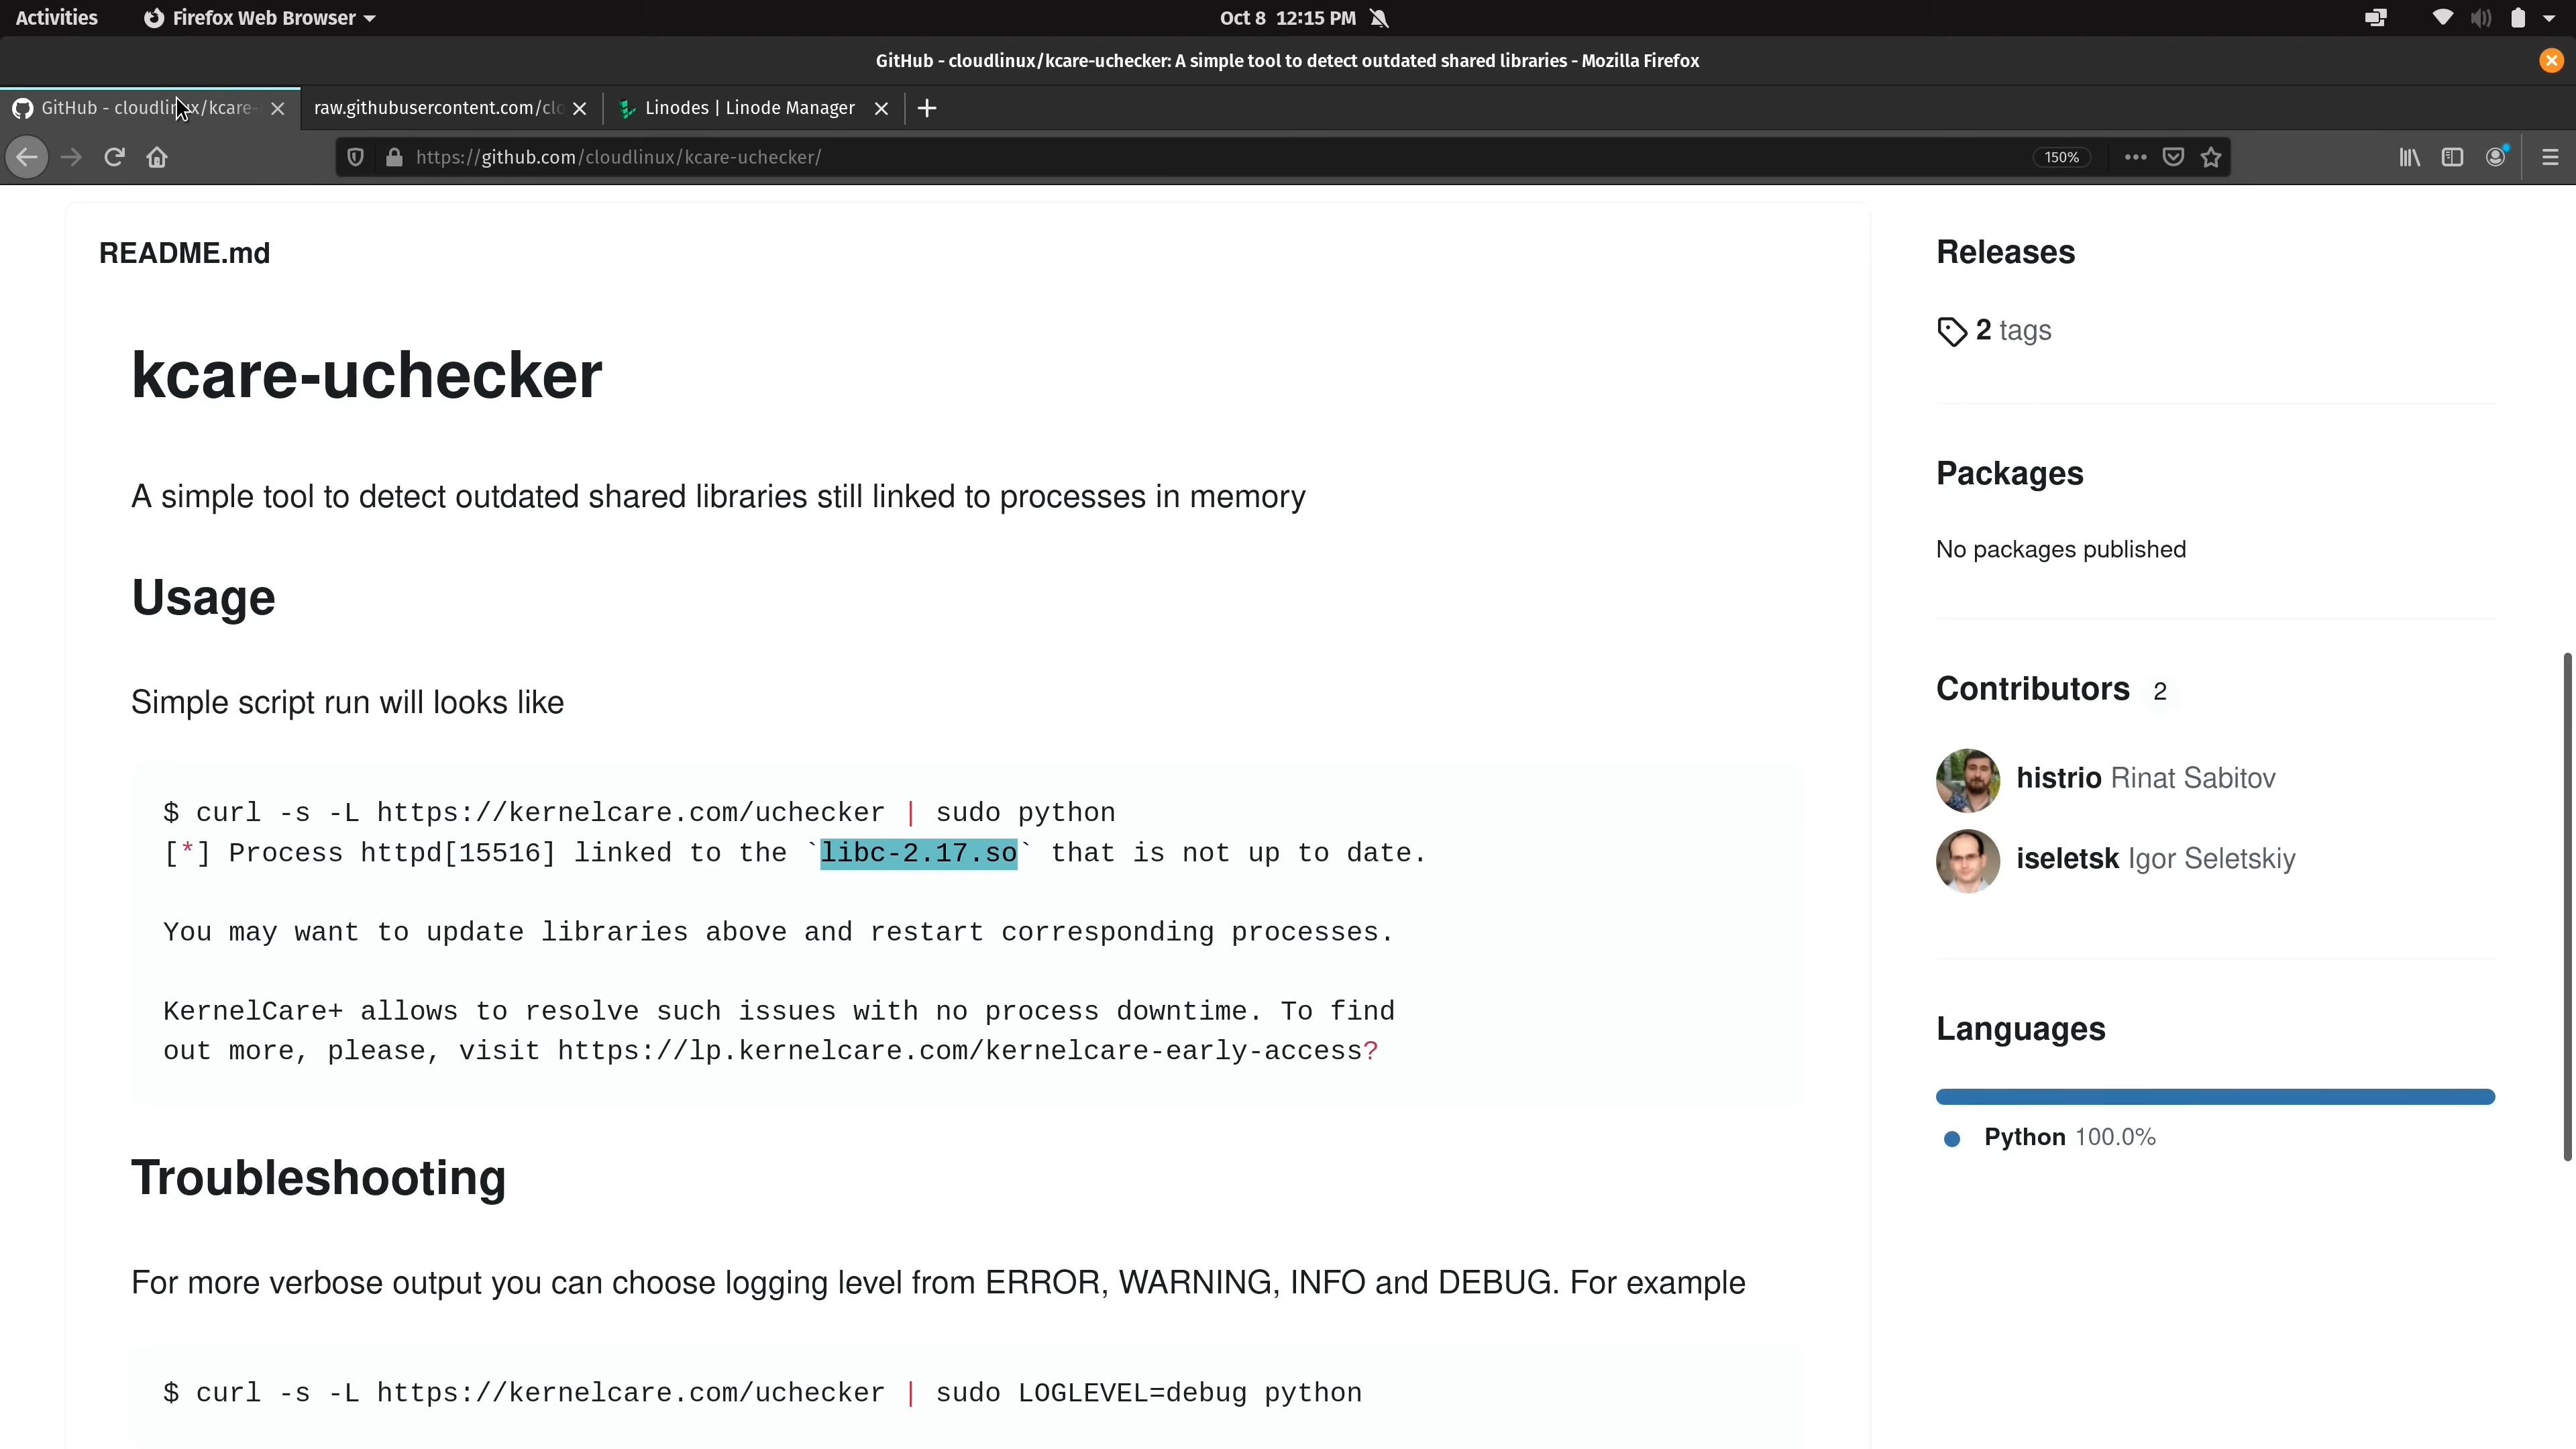 Activities
Firefox Web Browser
Oct 8 12:15 PM
GitHub - cloudlinux/kcare-uchecker: A simple tool to detect outdated shared libraries - Mozilla Firefox
GitHub - cloudlinux/kcare-
raw.githubusercontent.com/clo
Linodes | Linode Manager
https://github.com/cloudlinux/kcare-uchecker/
150%
README.md
kcare-uchecker
A simple tool to detect outdated shared libraries still linked to processes in memory
Usage
Simple script run will looks like
$ curl -s -L https://kernelcare.com/uchecker | sudo python
[*] Process httpd[15516] linked to the `libc-2.17.so` that is not up to date.
You may want to update libraries above and restart corresponding processes.
KernelCare+ allows to resolve such issues with no process downtime. To find
out more, please, visit https://lp.kernelcare.com/kernelcare-early-access?
Troubleshooting
For more verbose output you can choose logging level from ERROR, WARNING, INFO and DEBUG. For example
$ curl -s -L https://kernelcare.com/uchecker | sudo LOGLEVEL=debug python
Releases
2 tags
Packages
No packages published
Contributors 2
histrio Rinat Sabitov
iseletsk Igor Seletskiy
Languages
Python 100.0%